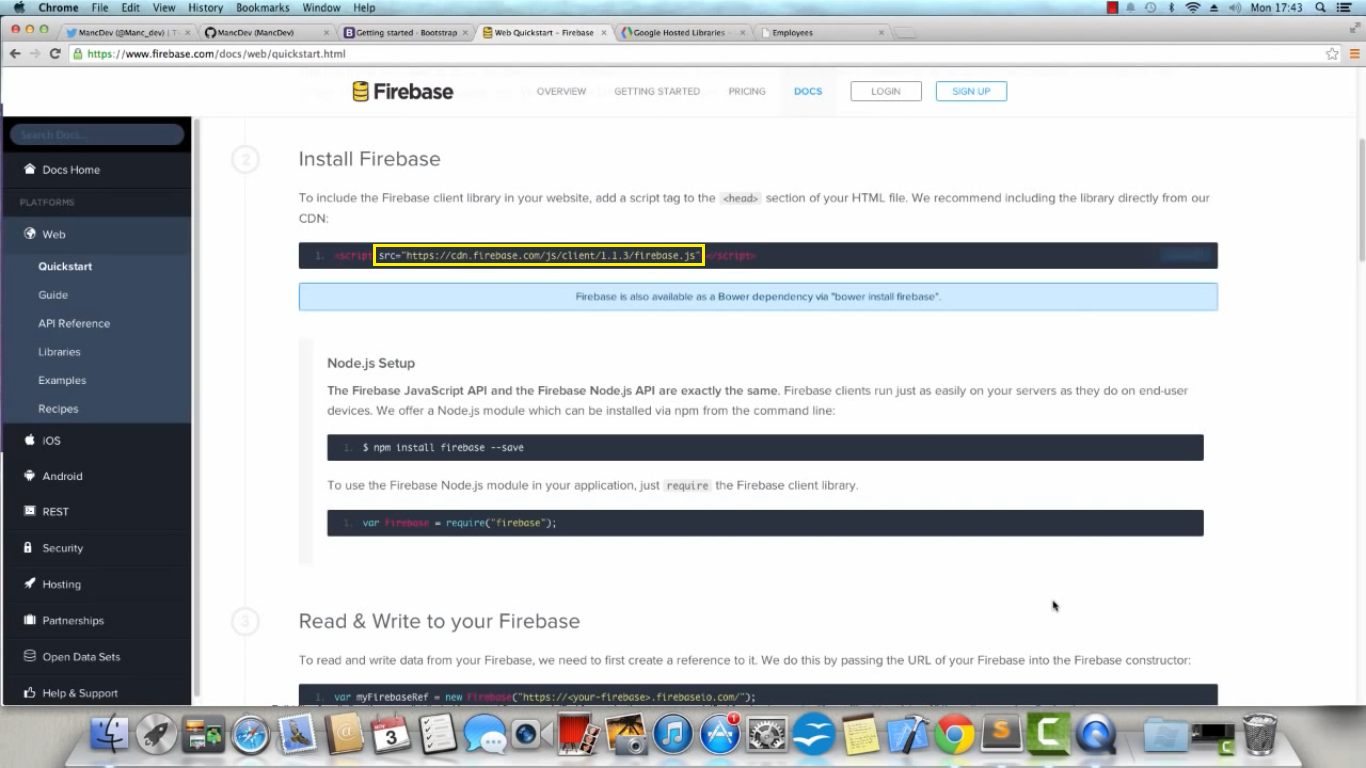 Chrome File Edit View History Bookmarks Window Help Mon 17:43
MancDev (@Manc_dev) | T MancDev (MancDev) Getting started · Bootstrap Web Quickstart – Firebase Google Hosted Libraries - Employees
https://www.firebase.com/docs/web/quickstart.html
Firebase OVERVIEW GETTING STARTED PRICING DOCS LOGIN SIGN UP
Search Docs...
Docs Home
PLATFORMS
Web
Quickstart
Guide
API Reference
Libraries
Examples
Recipes
iOS
Android
REST
Security
Hosting
Partnerships
Open Data Sets
Help & Support
2 Install Firebase
To include the Firebase client library in your website, add a script tag to the <head> section of your HTML file. We recommend including the library directly from our
CDN:
1. <script src="https://cdn.firebase.com/js/client/1.1.3/firebase.js" </script>
Firebase is also available as a Bower dependency via "bower install firebase".
Node.js Setup
The Firebase JavaScript API and the Firebase Node.js API are exactly the same. Firebase clients run just as easily on your servers as they do on end-user
devices. We offer a Node.js module which can be installed via npm from the command line:
1. $ npm install firebase --save
To use the Firebase Node.js module in your application, just require the Firebase client library.
1. var Firebase = require("firebase");
3 Read & Write to your Firebase
To read and write data from your Firebase, we need to first create a reference to it. We do this by passing the URL of your Firebase into the Firebase constructor:
1. var myFirebaseRef = new Firebase("https://<your-firebase>.firebaseio.com/");
3
1